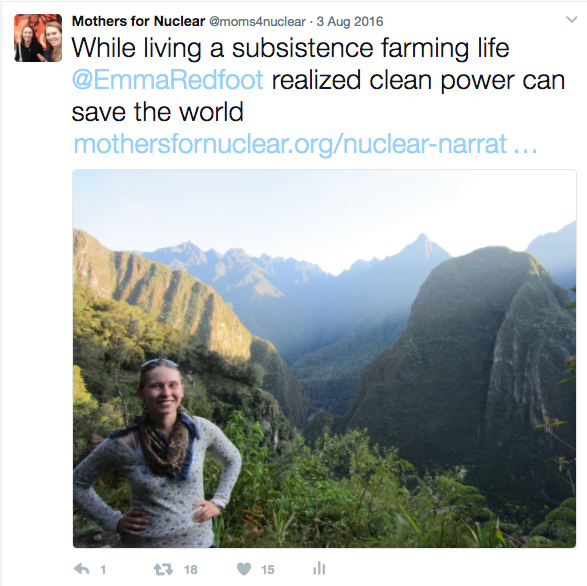 Mothers for Nuclear @moms4nuclear · 3 Aug 2016
While living a subsistence farming life
@EmmaRedfoot realized clean power can
save the world
mothersfornuclear.org/nuclear-narrat …
1 18 15